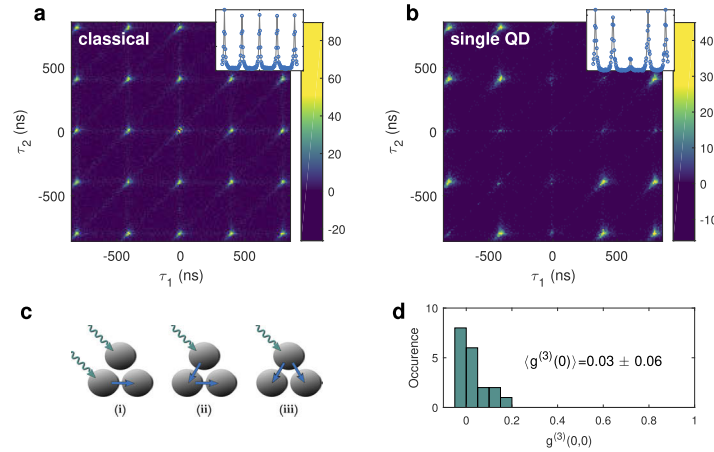 a
classical
500
0
-500
τ2 (ns)
-500
0
500
τ1 (ns)
80
60
40
20
0
-20
b
single QD
500
0
-500
τ2 (ns)
-500
0
500
τ1 (ns)
40
30
20
10
0
-10
c
(i)
(ii)
(iii)
d
10
5
0
Occurence
⟨g(3)(0)⟩=0.03 ± 0.06
0
0.2
0.4
0.6
0.8
1
g(3)(0,0)